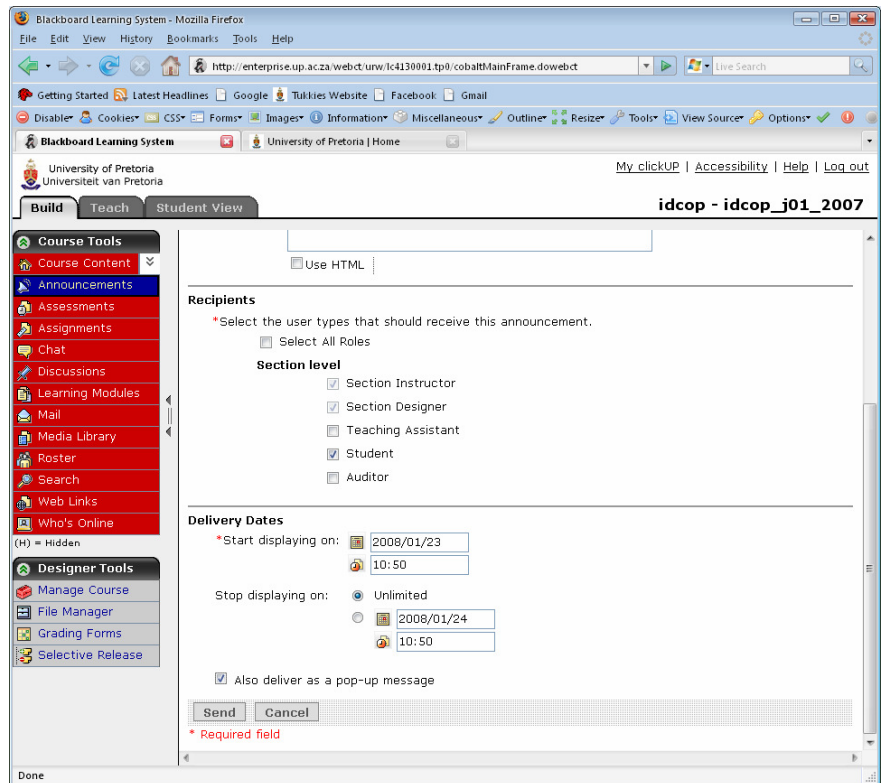 Blackboard Learning System - Mozilla Firefox
File Edit View History Bookmarks Tools Help
http://enterprise.up.ac.za/webct/urw/lc4130001.tp0/cobaltMainFrame.dowebct Live Search
Getting Started Latest Headlines Google Tukkies Website Facebook Gmail
Disable Cookies CSS Forms Images Information Miscellaneous Outline Resize Tools View Source Options
Blackboard Learning System University of Pretoria | Home
University of Pretoria
Universiteit van Pretoria
My clickUP | Accessibility | Help | Log out
Build Teach Student View idcop - idcop_j01_2007
Course Tools
Course Content
Announcements
Assessments
Assignments
Chat
Discussions
Learning Modules
Mail
Media Library
Roster
Search
Web Links
Who's Online
(H) = Hidden
Designer Tools
Manage Course
File Manager
Grading Forms
Selective Release
Use HTML
Recipients
*Select the user types that should receive this announcement.
Select All Roles
Section level
Section Instructor
Section Designer
Teaching Assistant
Student
Auditor
Delivery Dates
*Start displaying on: 2008/01/23
10:50
Stop displaying on: Unlimited
2008/01/24
10:50
Also deliver as a pop-up message
Send Cancel
* Required field
Done